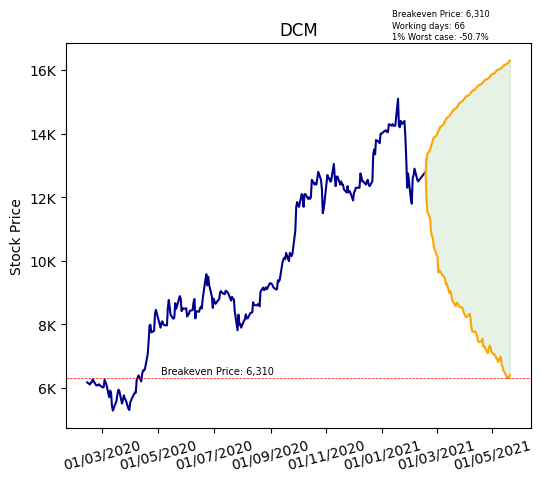 Breakeven Price: 6,310
Working days: 66
1% Worst case: -50.7%
DCM
Stock Price
16K
14K
12K
10K
8K
6K
Breakeven Price: 6,310
01/03/2020 01/05/2020 01/07/2020 01/09/2020 01/11/2020 01/01/2021 01/03/2021 01/05/2021